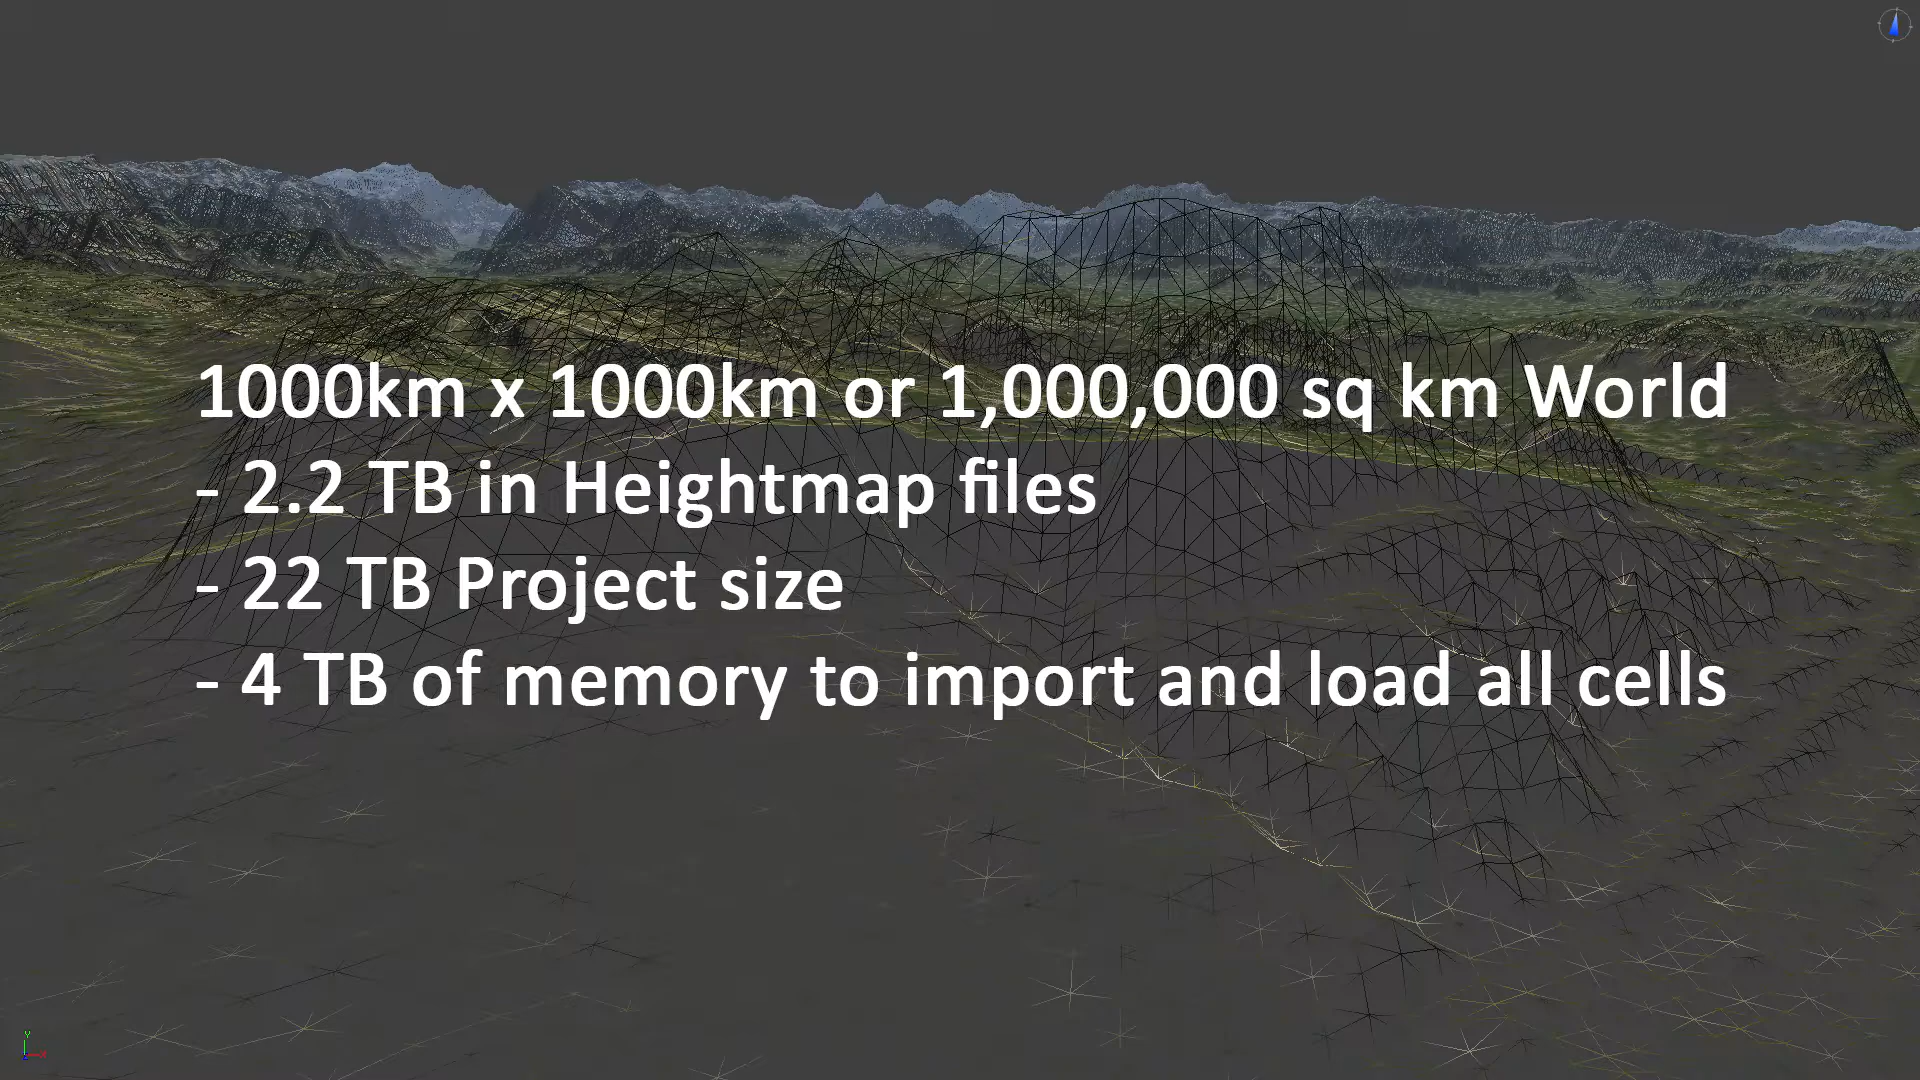 1000km x 1000km or 1,000,000 sq km World
- 2.2 TB in Heightmap files
- 22 TB Project size
- 4 TB of memory to import and load all cells
Y